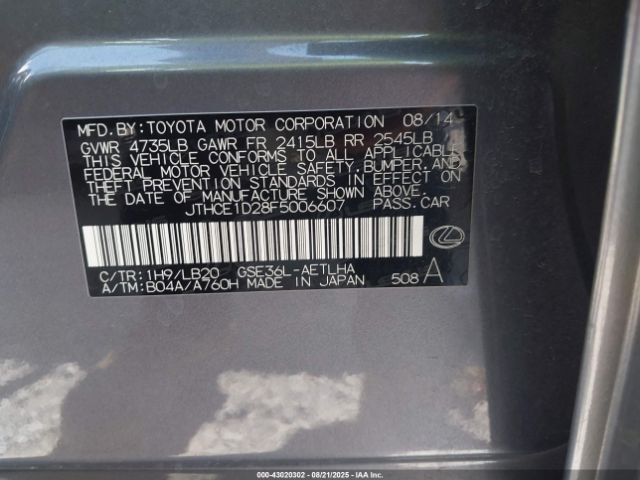 MFD.BY:TOYOTA MOTOR CORPORATION 08/14
GVWR 4735LB GAWR FR 2415LB RR 2545LB
THIS VEHICLE CONFORMS TO ALL APPLICABLE
FEDERAL MOTOR VEHICLE SAFETY,BUMPER,AND
THEFT PREVENTION STANDARDS IN EFFECT ON
THE DATE OF MANUFACTURE SHOWN ABOVE.
JTHCE1D28F5006607 PASS.CAR
C/TR:1H9/LB20 GSE36L-AETLHA
A/TM:B04A/A760H MADE IN JAPAN 508 A
000-43020302 08/21/2025 - IAAI.COM